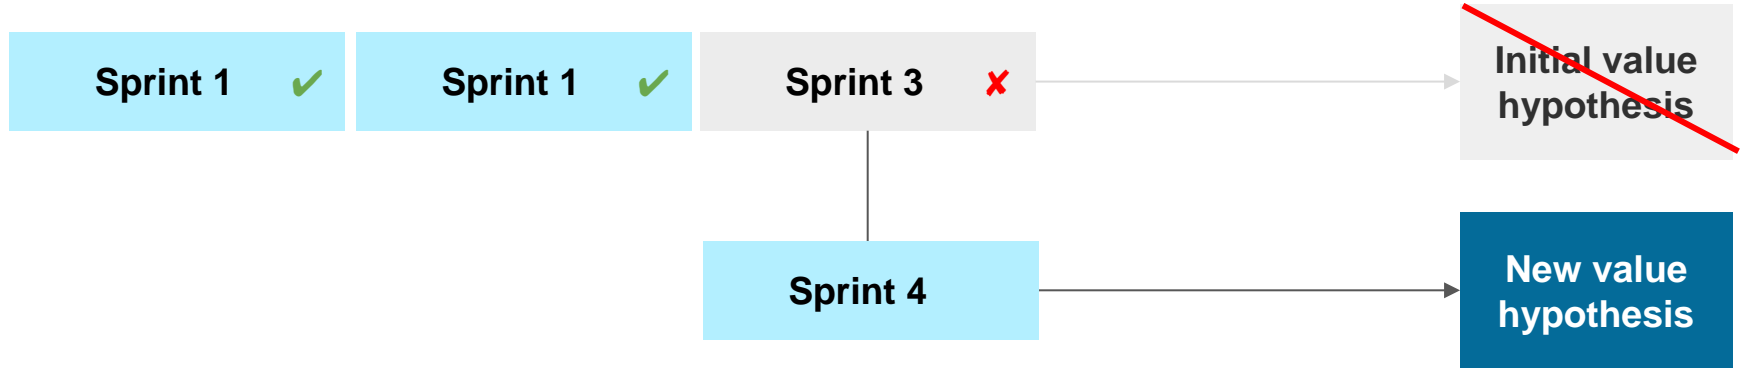 Sprint 1 ✔
Sprint 1 ✔
Sprint 3 ✘
Initial value
hypothesis
Sprint 4
New value
hypothesis